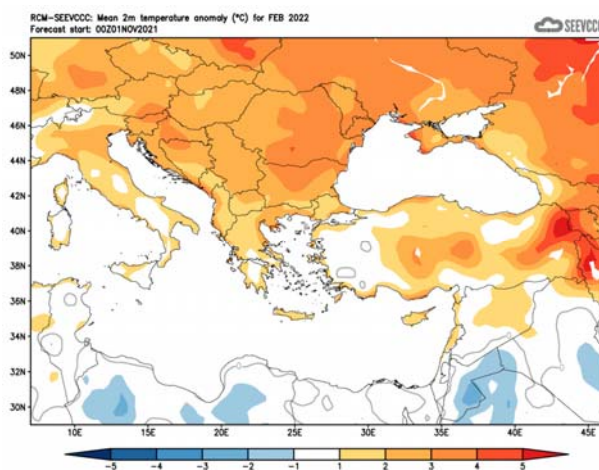 RCM-SEEVCCC: Mean 2m temperature anomaly (°C) for FEB 2022
Forecast start: 00Z01NOV2021
SEEVCCC
50N
48N
46N
44N
42N
40N
38N
36N
34N
32N
30N
10E 15E 20E 25E 30E 35E 40E 45E
-5 -4 -3 -2 -1 1 2 3 4 5